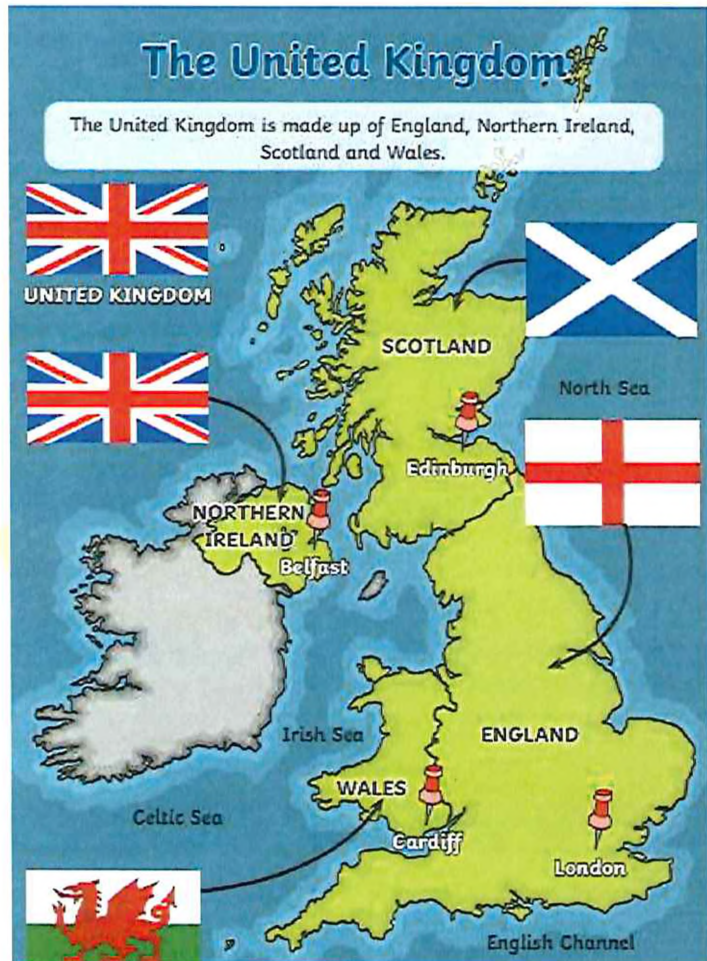 The United Kingdom
The United Kingdom is made up of England, Northern Ireland,
Scotland and Wales.
UNITED KINGDOM
SCOTLAND
North Sea
Edinburgh
NORTHERN
IRELAND
Belfast
Irish Sea
ENGLAND
WALES
Celtic Sea
Cardiff
London
English Channel